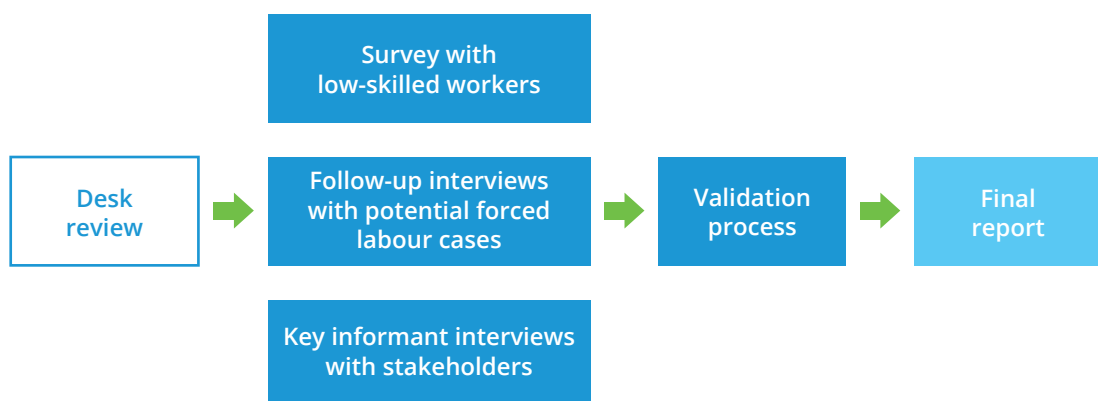 Survey with
low-skilled workers
Desk
review
Follow-up interviews
with potential forced
labour cases
Validation
process
Final
report
Key informant interviews
with stakeholders